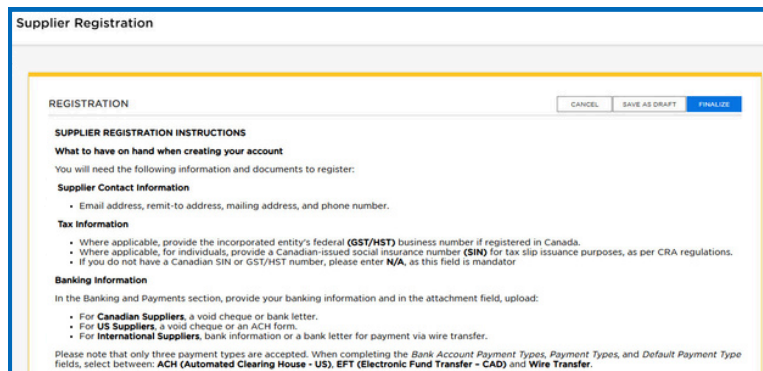 Supplier Registration
REGISTRATION
CANCEL
SAVE AS DRAFT
FINALIZE
SUPPLIER REGISTRATION INSTRUCTIONS
What to have on hand when creating your account
You will need the following information and documents to register:
Supplier Contact Information
• Email address, remit-to address, mailing address, and phone number.
Tax Information
• Where applicable, provide the incorporated entity's federal (GST/HST) business number if registered in Canada.
• Where applicable, for individuals, provide a Canadian-issued social insurance number (SIN) for tax slip issuance purposes, as per CRA regulations.
• If you do not have a Canadian SIN or GST/HST number, please enter N/A, as this field is mandator
Banking Information
In the Banking and Payments section, provide your banking information and in the attachment field, upload:
• For Canadian Suppliers, a void cheque or bank letter.
• For US Suppliers, a void cheque or an ACH form.
• For International Suppliers, bank information or a bank letter for payment via wire transfer.
Please note that only three payment types are accepted. When completing the Bank Account Payment Types, Payment Types, and Default Payment Type
fields, select between: ACH (Automated Clearing House - US), EFT (Electronic Fund Transfer – CAD) and Wire Transfer.